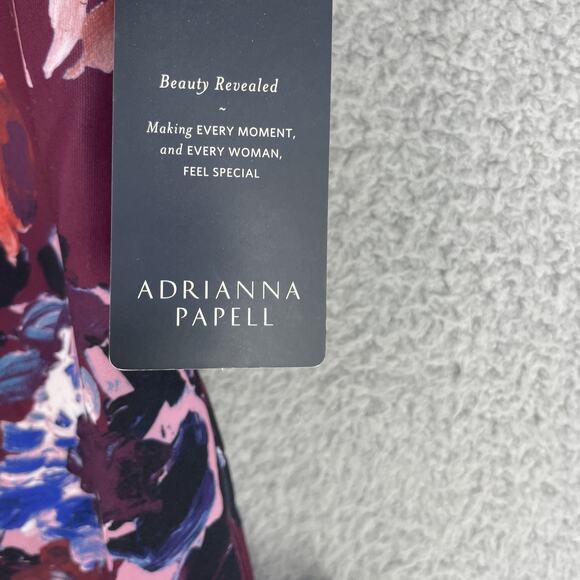 Beauty Revealed
~
Making EVERY MOMENT,
and EVERY WOMAN,
FEEL SPECIAL
ADRIANNA
PAPELL